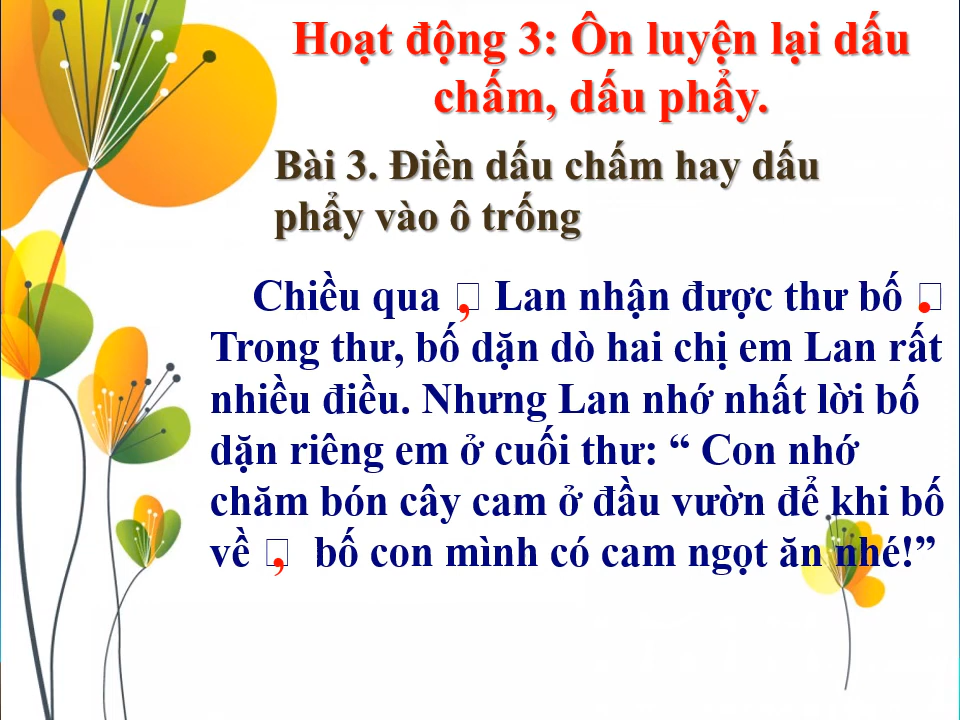 Hoạt động 3: Ôn luyện lại dấu
chấm, dấu phẩy.
Bài 3. Điền dấu chấm hay dấu
phẩy vào ô trống
Chiều qua , Lan nhận được thư bố .
Trong thư, bố dặn dò hai chị em Lan rất
nhiều điều. Nhưng Lan nhớ nhất lời bố
dặn riêng em ở cuối thư: “ Con nhớ
chăm bón cây cam ở đầu vườn để khi bố
về , bố con mình có cam ngọt ăn nhé!”